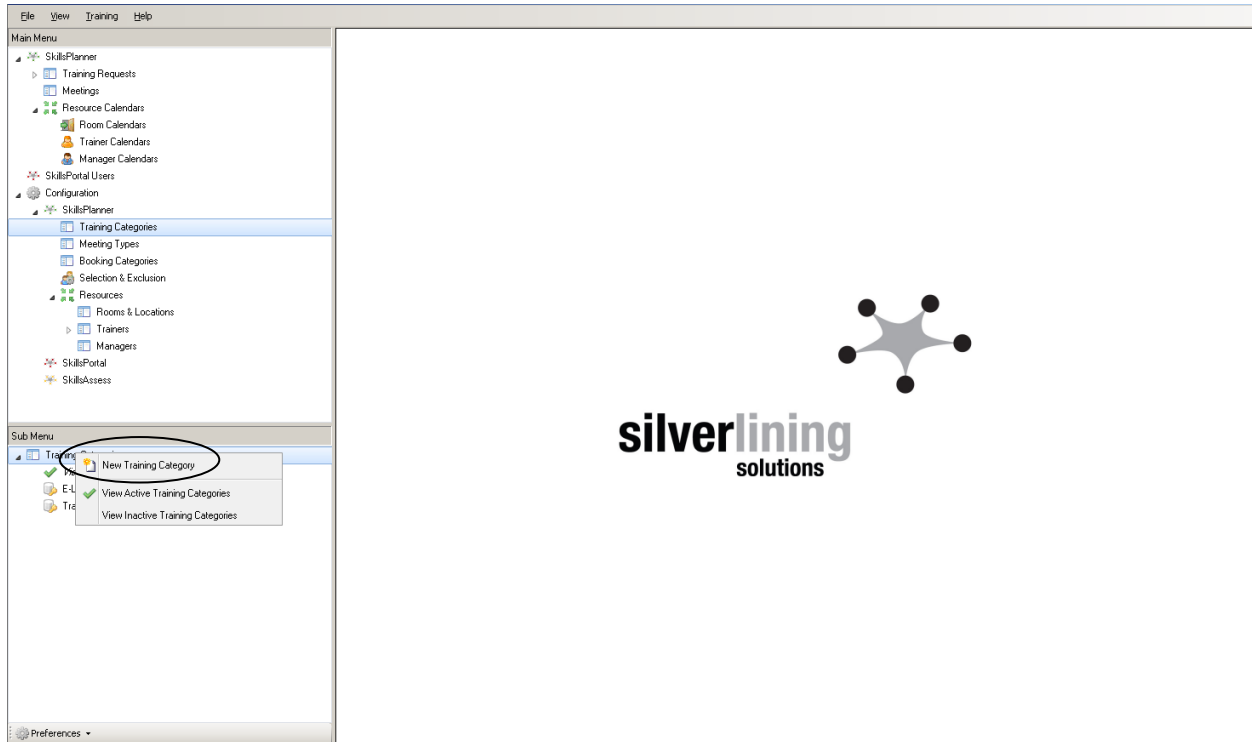 File View Training Help
Main Menu
SkillsPlanner
Training Requests
Meetings
Resource Calendars
Room Calendars
Trainer Calendars
Manager Calendars
SkillsPortal Users
Configuration
SkillsPlanner
Training Categories
Meeting Types
Booking Categories
Selection & Exclusion
Resources
Rooms & Locations
Trainers
Managers
SkillsPortal
SkillsAssess
silverlining
solutions
Sub Menu
Training
New Training Category
View Active Training Categories
View Inactive Training Categories
Preferences